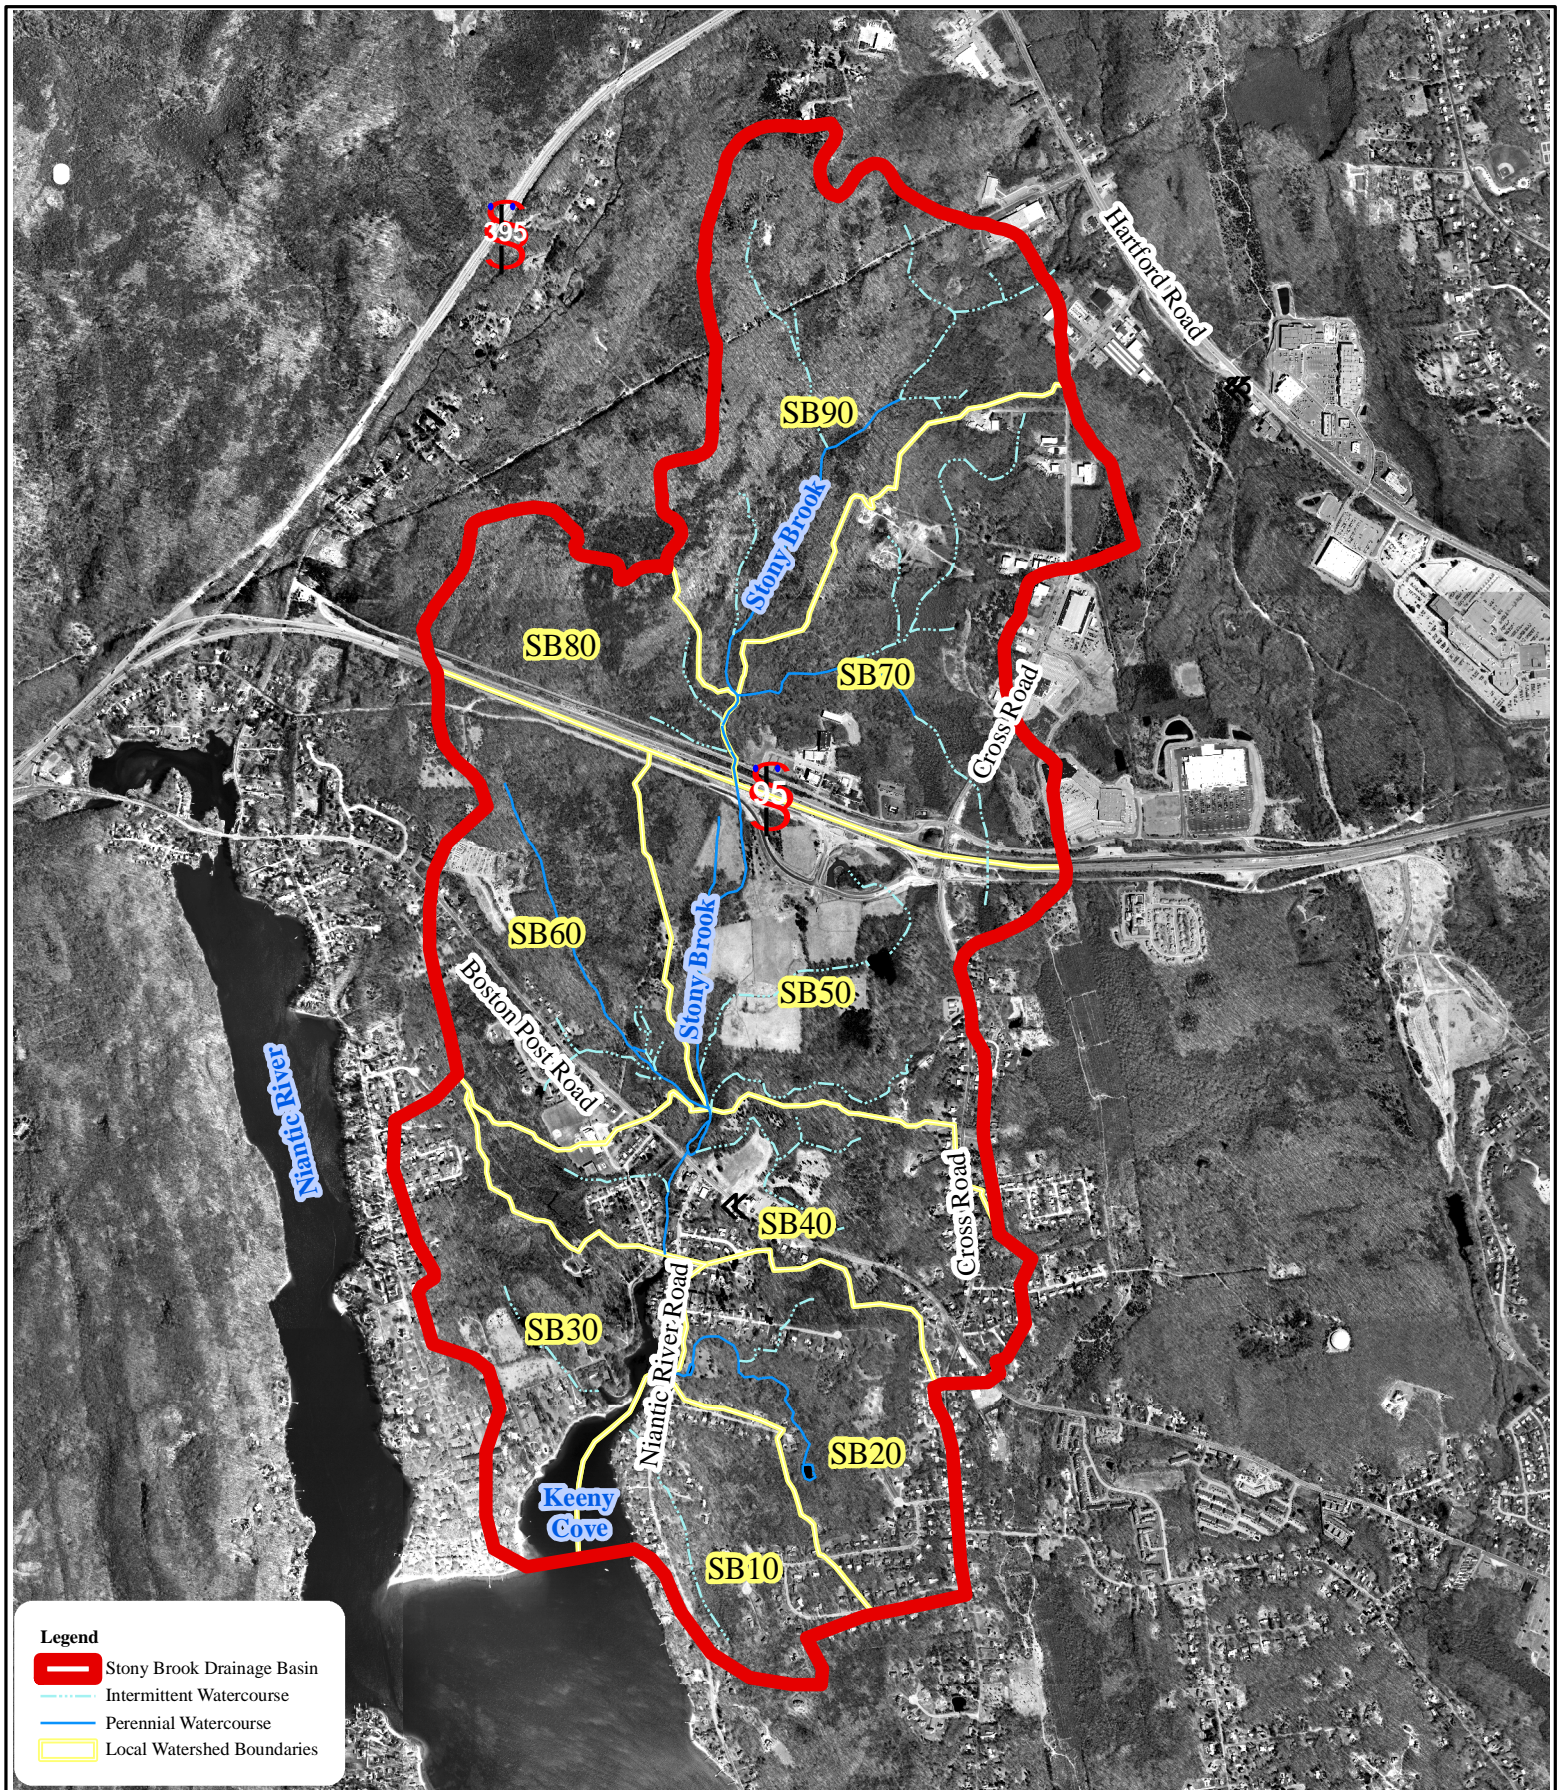 395
Hartford Road
SB90
Stony Brook
SB80
SB70
Cross Road
95
SB60
Stony Brook
SB50
Boston Post Road
Niantic River
SB40
Cross Road
SB30
Niantic River Road
SB20
Keeny
Cove
SB10
Legend
Stony Brook Drainage Basin
Intermittent Watercourse
Perennial Watercourse
Local Watershed Boundaries